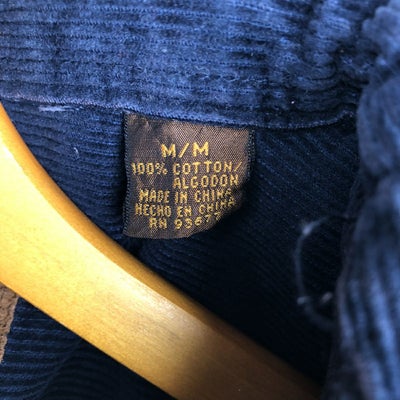 M/M
100% COTTON/
ALGODON
MADE IN CHINA
HECHO EN CHINA
RN 93677